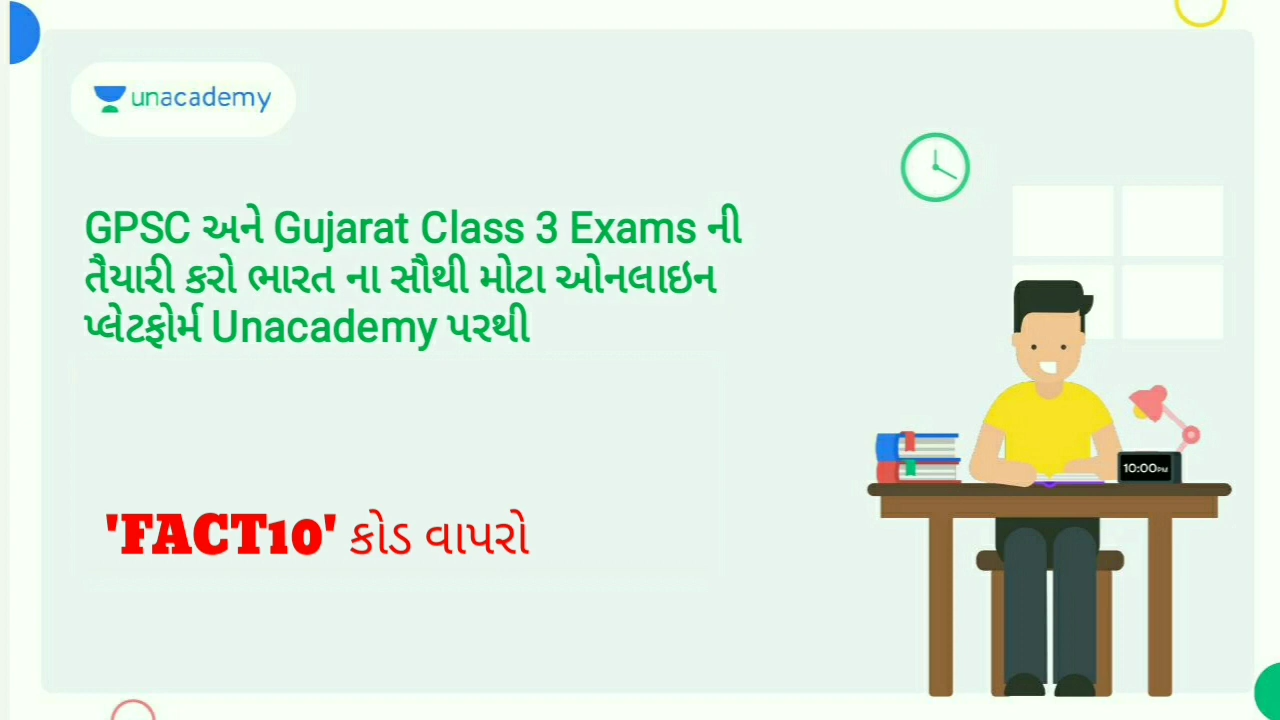 unacademy
GPSC અને Gujarat Class 3 Exams ની
તૈયારી કરો ભારત ના સૌથી મોટા ઓનલાઇન
પ્લેટફોર્મ Unacademy પરથી
10:00PM
'FACT10' કોડ વાપરો